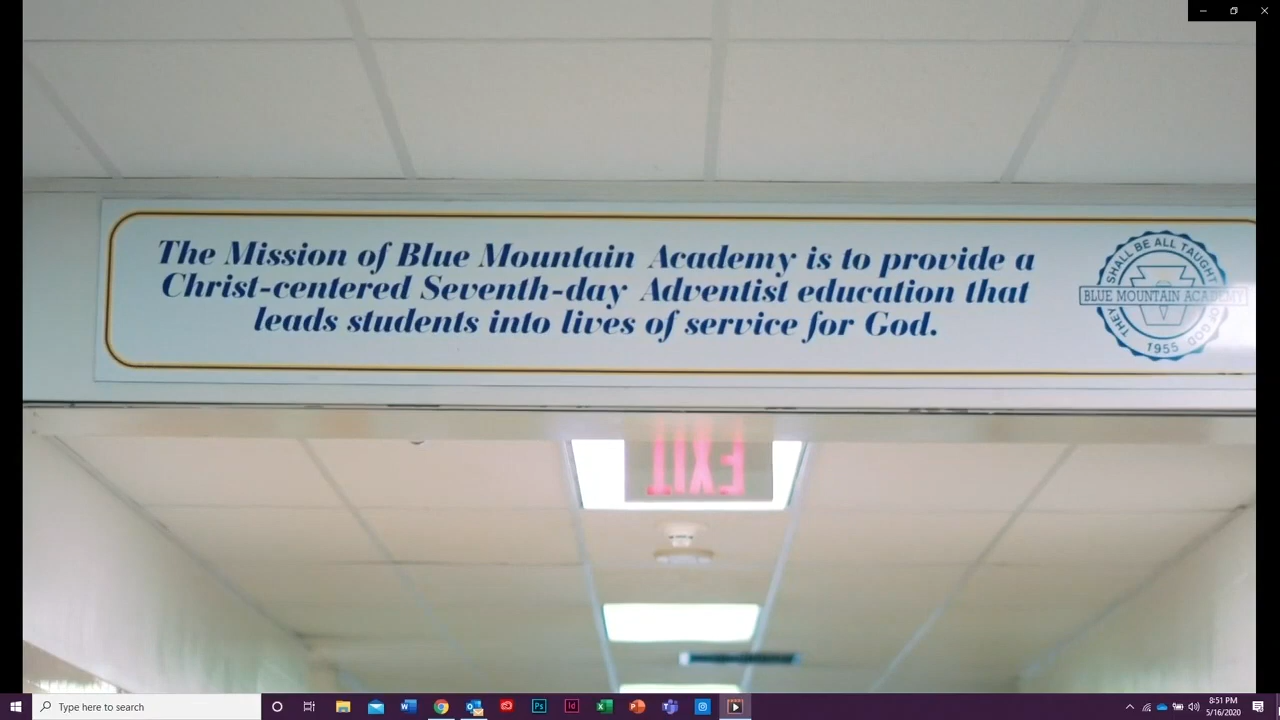 The Mission of Blue Mountain Academy is to provide a
Christ-centered Seventh-day Adventist education that
leads students into lives of service for God.
THEY SHALL BE ALL TAUGHT OF GOD
BLUE MOUNTAIN ACADEMY
1955
EXIT
Type here to search
8:51 PM
5/16/2020